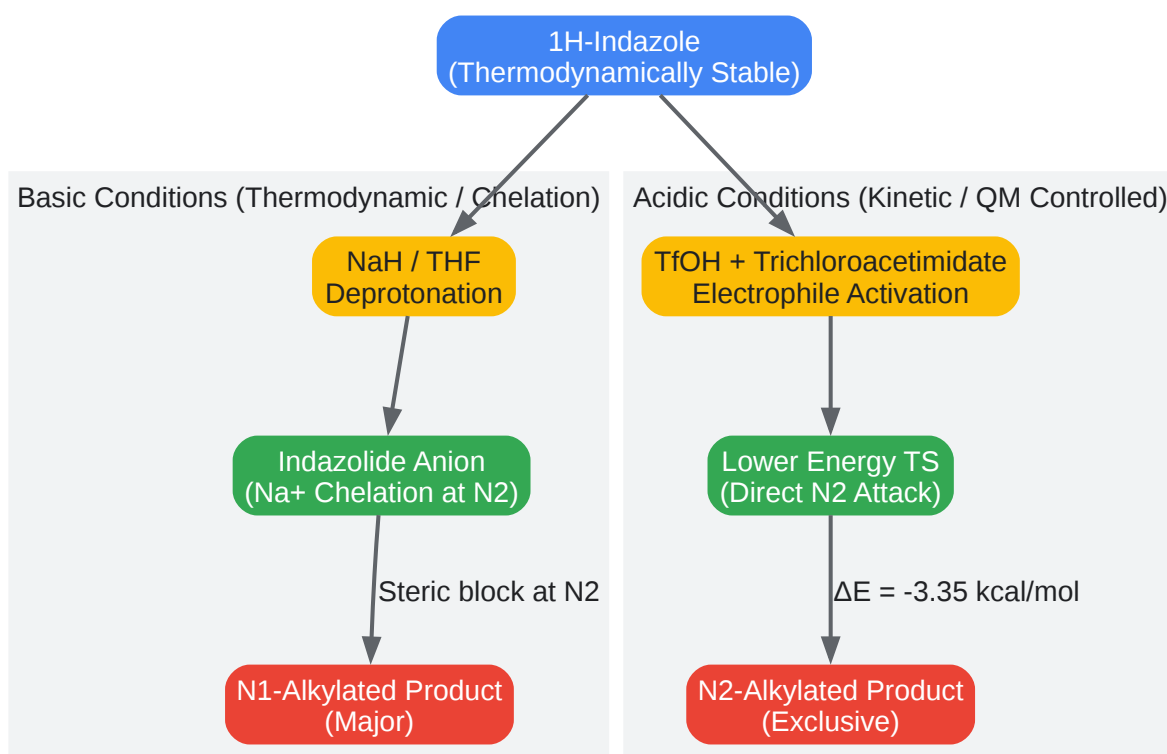 1H-Indazole
(Thermodynamically Stable)
Basic Conditions (Thermodynamic / Chelation)
NaH / THF
Deprotonation
Indazolide Anion
(Na+ Chelation at N2)
Steric block at N2
N1-Alkylated Product
(Major)
Acidic Conditions (Kinetic / QM Controlled)
TfOH + Trichloroacetimidate
Electrophile Activation
Lower Energy TS
(Direct N2 Attack)
ΔE = -3.35 kcal/mol
N2-Alkylated Product
(Exclusive)